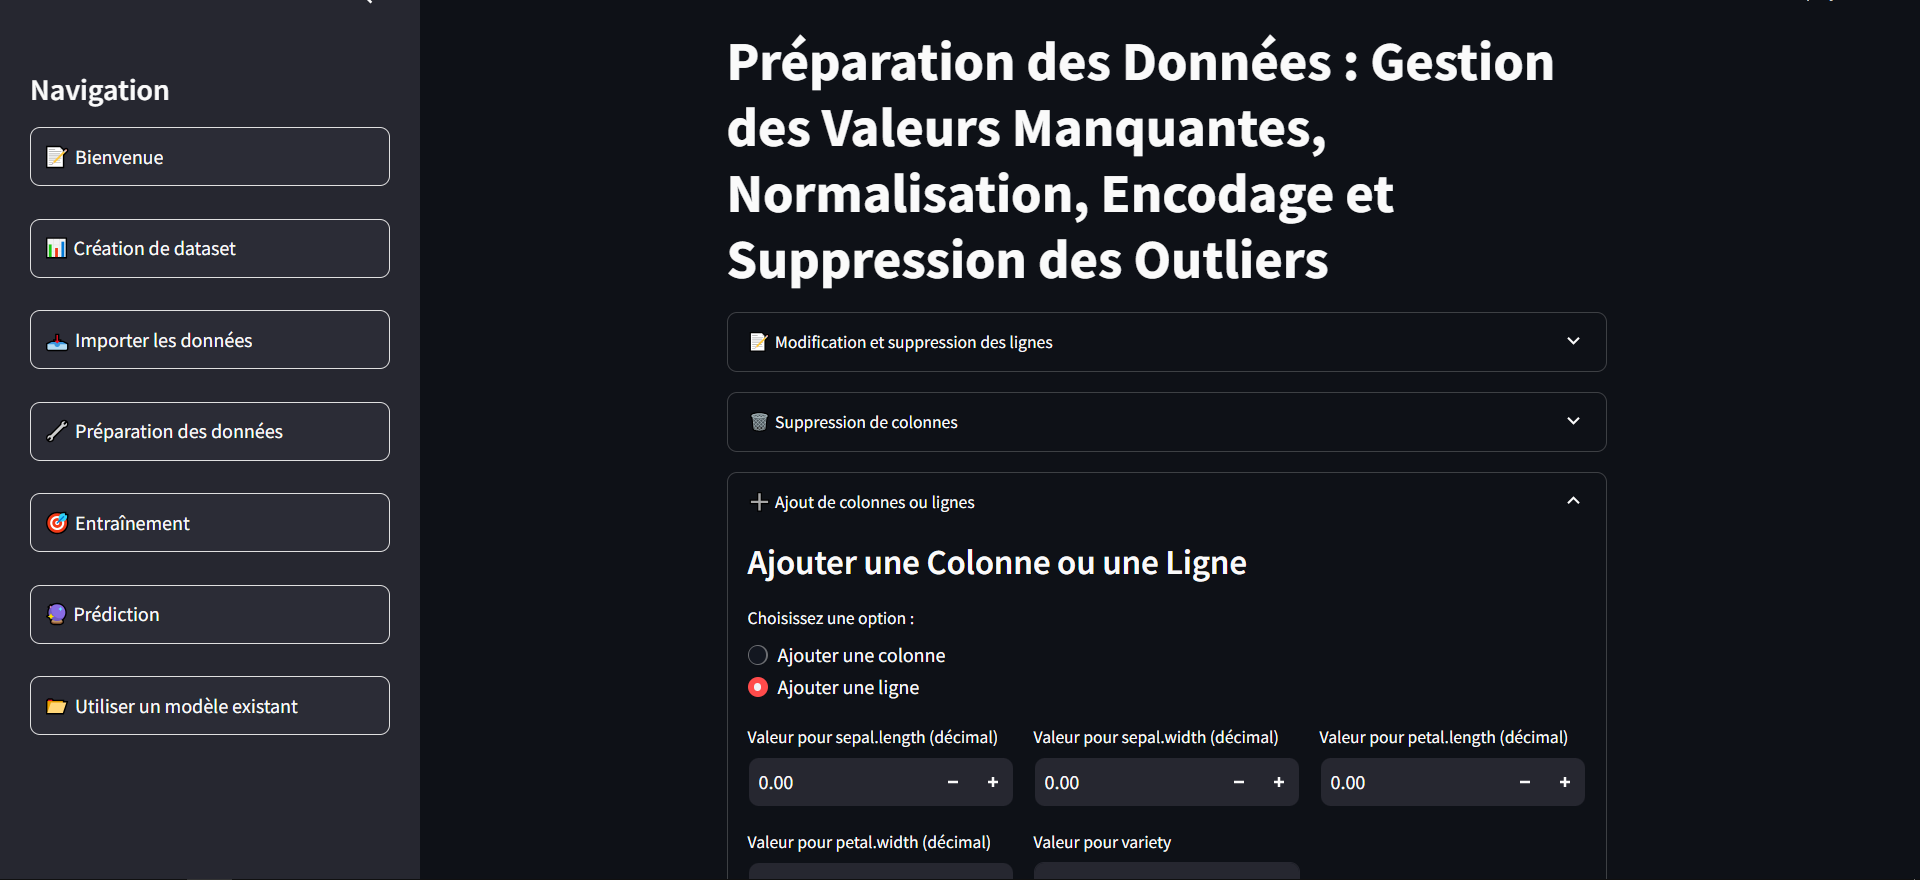 Navigation
Bienvenue
Création de dataset
Importer les données
Préparation des données
Entraînement
Prédiction
Utiliser un modèle existant
Préparation des Données : Gestion
des Valeurs Manquantes,
Normalisation, Encodage et
Suppression des Outliers
Modification et suppression des lignes
Suppression de colonnes
Ajout de colonnes ou lignes
Ajouter une Colonne ou une Ligne
Choisissez une option :
Ajouter une colonne
Ajouter une ligne
Valeur pour sepal.length (décimal) Valeur pour sepal.width (décimal) Valeur pour petal.length (décimal)
0.00 − + 0.00 − + 0.00 − +
Valeur pour petal.width (décimal) Valeur pour variety